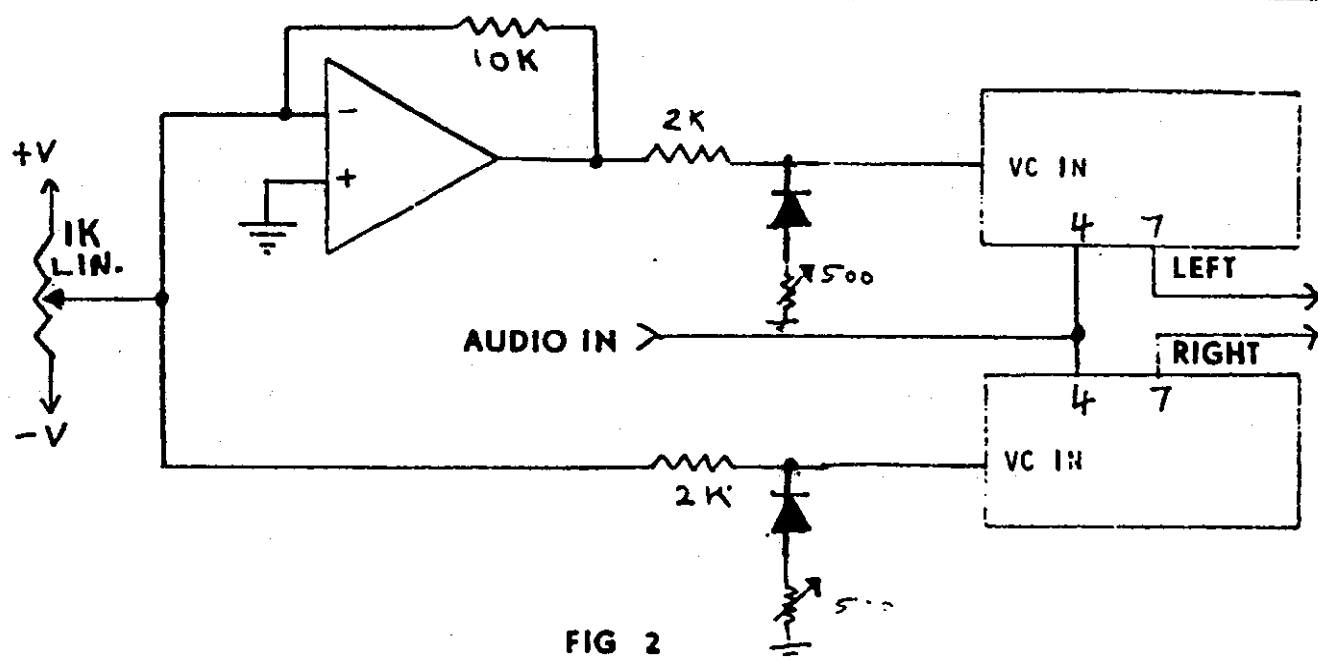 10K
-
+
+V
1K
LIN.
-V
2K
VC IN
4 7
LEFT
500
AUDIO IN
RIGHT
4 7
VC IN
2K
FIG 2